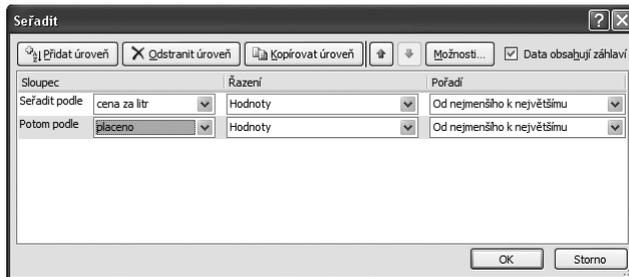 Seřadit
Přidat úroveň Odstranit úroveň Kopírovat úroveň Možnosti... Data obsahují záhlaví
Sloupec Řazení Pořadí
Seřadit podle cena za litr Hodnoty Od nejmenšího k největšímu
Potom podle placeno Hodnoty Od nejmenšího k největšímu
OK Storno